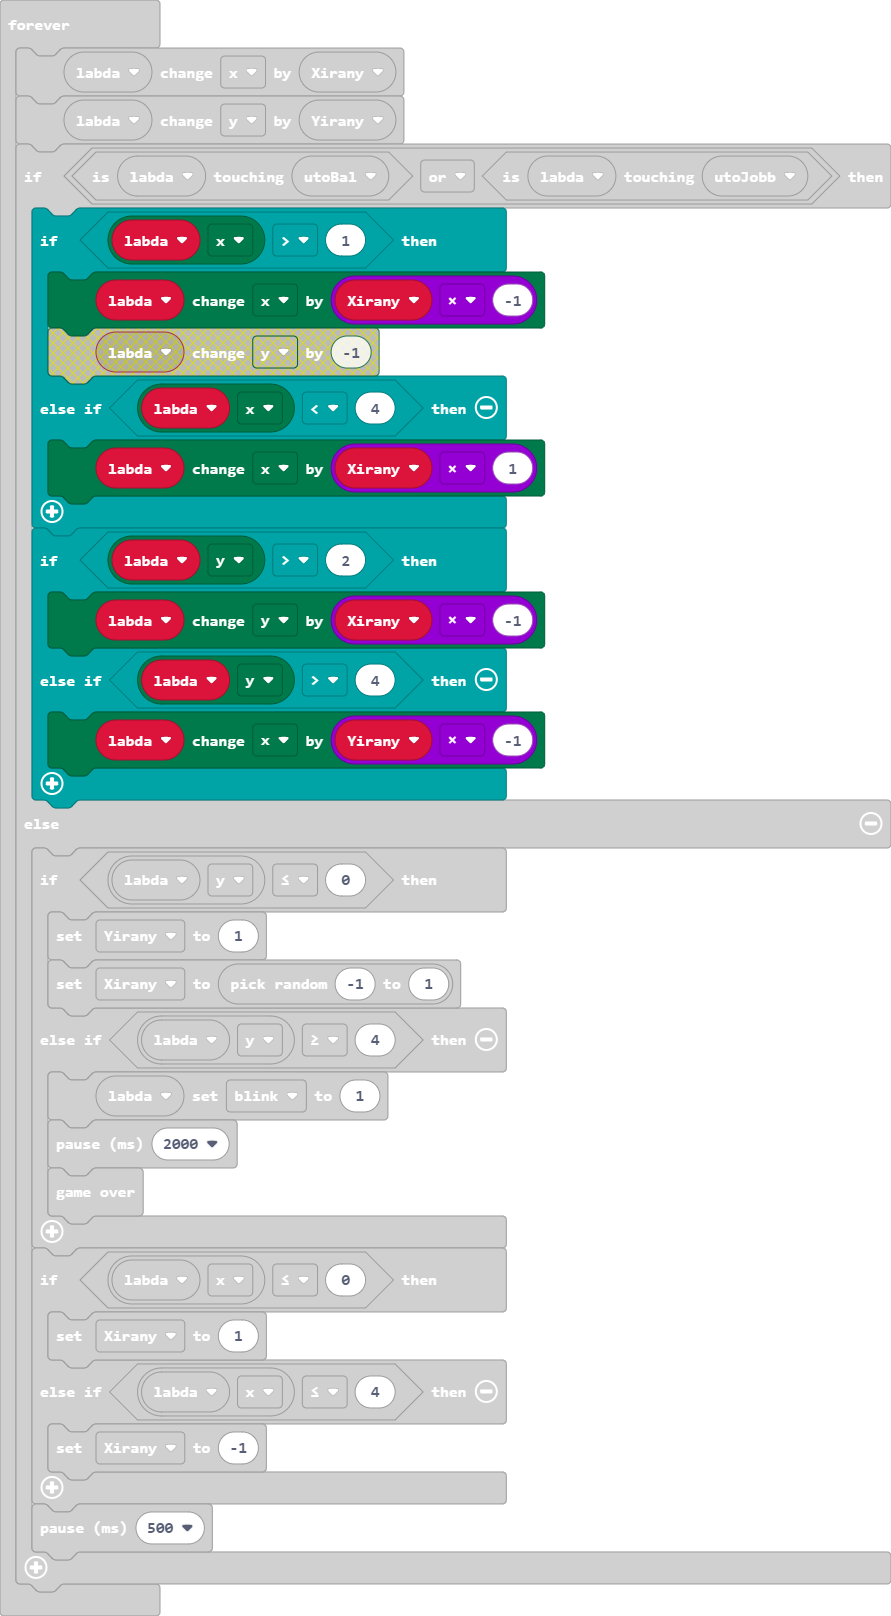 forever
labda change x by Xirany
labda change y by Yirany
if is labda touching utoBal or is labda touching utoJobb then
if labda x > 1 then
labda change x by Xirany × -1
labda change y by -1
else if labda x < 4 then
labda change x by Xirany × 1
if labda y > 2 then
labda change y by Xirany × -1
else if labda y > 4 then
labda change x by Yirany × -1
else
if labda y ≤ 0 then
set Yirany to 1
set Xirany to pick random -1 to 1
else if labda y ≥ 4 then
labda set blink to 1
pause (ms) 2000
game over
if labda x ≤ 0 then
set Xirany to 1
else if labda x ≤ 4 then
set Xirany to -1
pause (ms) 500